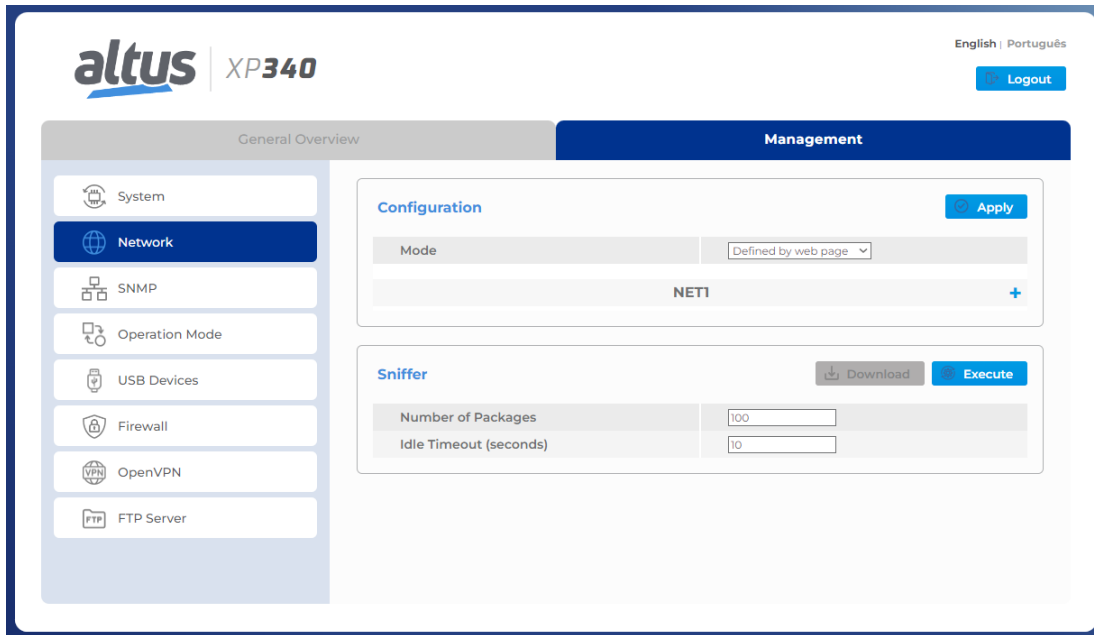 English | Português
altus | XP340
Logout
General Overview
Management
System
Network
SNMP
Operation Mode
USB Devices
Firewall
VPN OpenVPN
FTP FTP Server
Configuration
Apply
Mode Defined by web page
NET1 +
Sniffer
Download Execute
Number of Packages 100
Idle Timeout (seconds) 10